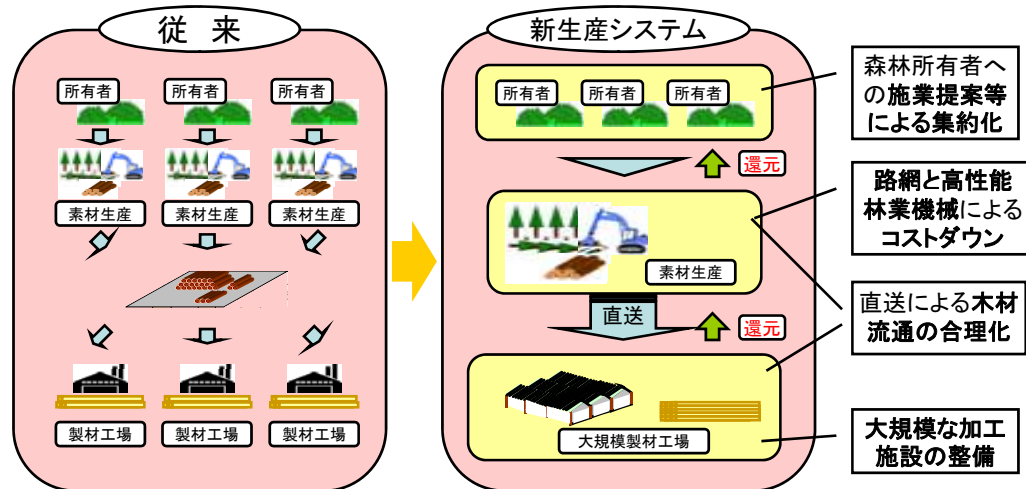 従 来
所有者
所有者
所有者
素材生産
素材生産
素材生産
製材工場
製材工場
製材工場
新生産システム
所有者
所有者
所有者
還元
素材生産
直送
還元
大規模製材工場
森林所有者へ
の施業提案等
による集約化
路網と高性能
林業機械による
コストダウン
直送による木材
流通の合理化
大規模な加工
施設の整備